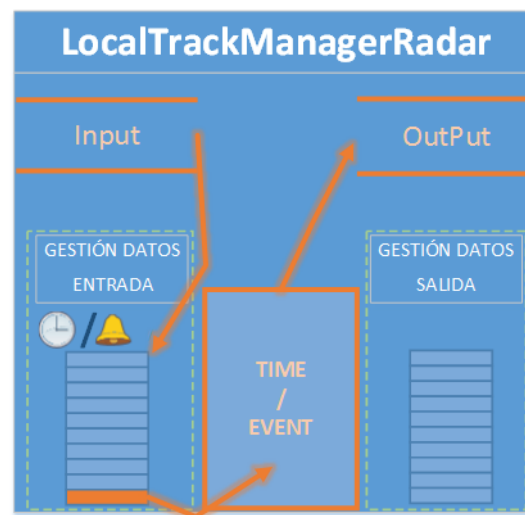 LocalTrackManagerRadar
Input
OutPut
GESTIÓN DATOS
ENTRADA
GESTIÓN DATOS
SALIDA
/
TIME
/
EVENT